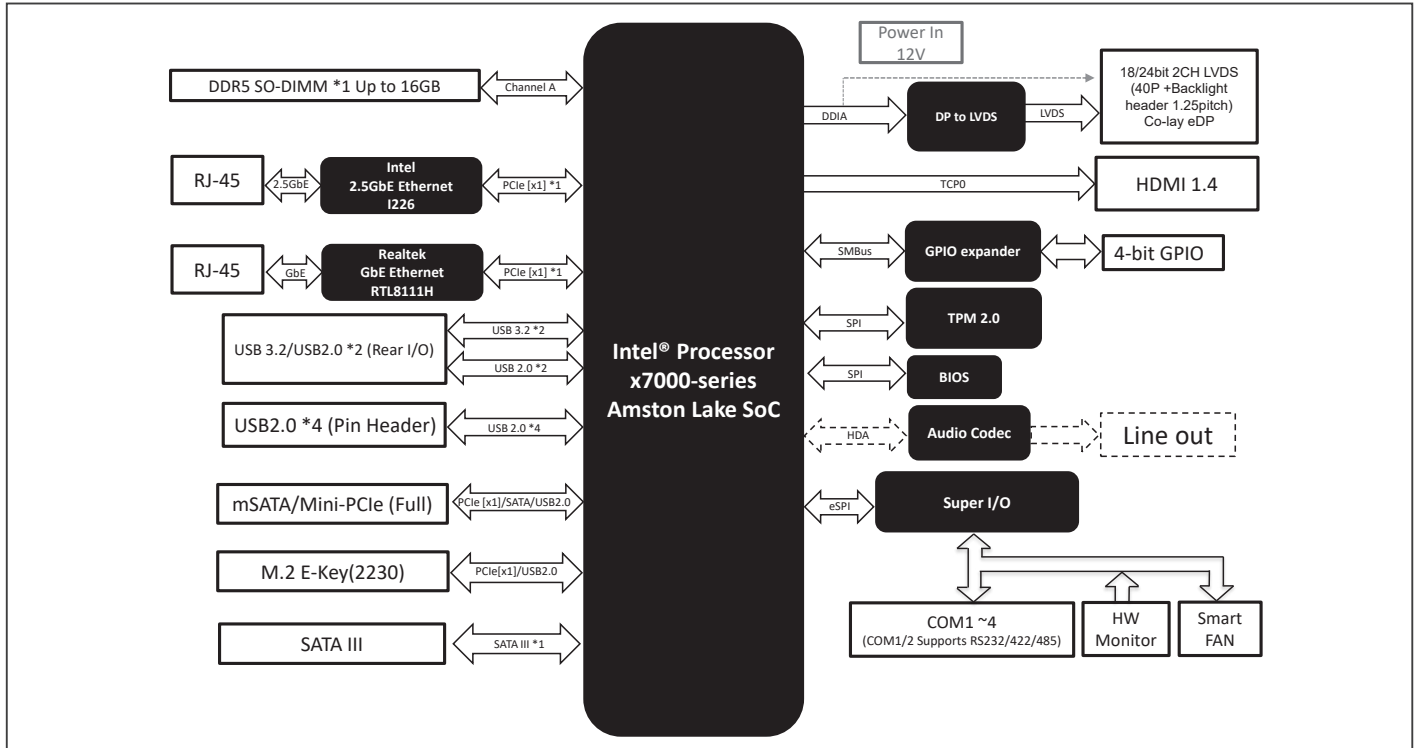 Power In
12V
DDR5 SO-DIMM *1 Up to 16GB
Channel A
RJ-45
2.5GbE
Intel
2.5GbE Ethernet
I226
PCIe [x1] *1
RJ-45
GbE
Realtek
GbE Ethernet
RTL8111H
PCIe [x1] *1
USB 3.2/USB2.0 *2 (Rear I/O)
USB 3.2 *2
USB 2.0 *2
USB2.0 *4 (Pin Header)
USB 2.0 *4
mSATA/Mini-PCIe (Full)
PCIe [x1]/SATA/USB2.0
M.2 E-Key(2230)
PCIe[x1]/USB2.0
SATA III
SATA III *1
Intel® Processor
x7000-series
Amston Lake SoC
DDIA
DP to LVDS
LVDS
18/24bit 2CH LVDS
(40P +Backlight
header 1.25pitch)
Co-lay eDP
TCP0
HDMI 1.4
SMBus
GPIO expander
4-bit GPIO
SPI
TPM 2.0
SPI
BIOS
HDA
Audio Codec
Line out
eSPI
Super I/O
COM1 ~4
(COM1/2 Supports RS232/422/485)
HW
Monitor
Smart
FAN